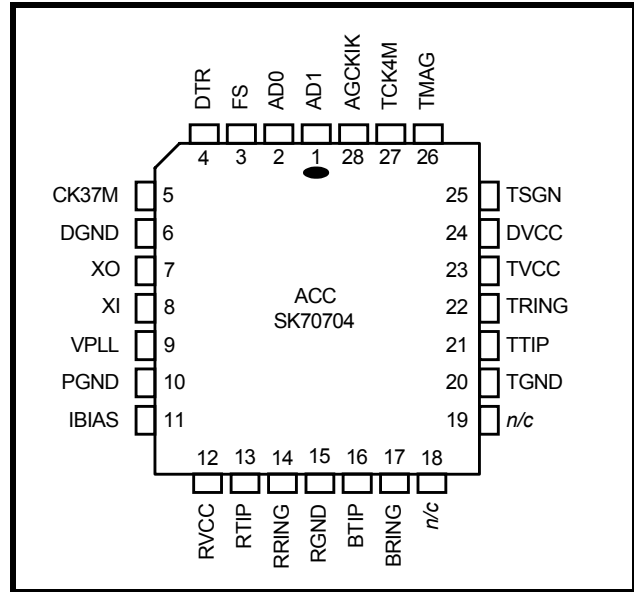 DTR FS AD0 AD1 AGCKIK TCK4M TMAG
4 3 2 1 28 27 26
CK37M 5 25 TSGN
DGND 6 24 DVCC
XO 7 23 TVCC
XI 8 22 TRING
VPLL 9 21 TTIP
PGND 10 20 TGND
IBIAS 11 19 n/c
ACC
SK70704
12 13 14 15 16 17 18
RVCC RTIP RRING RGND BTIP BRING n/c